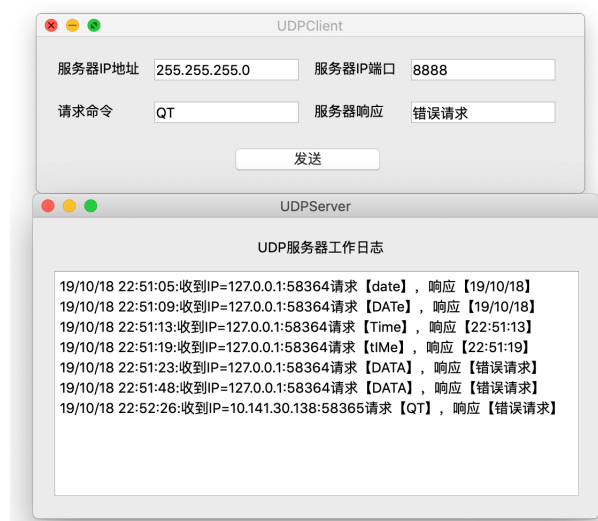 UDPClient
服务器IP地址 255.255.255.0 服务器IP端口 8888
请求命令 QT 服务器响应 错误请求
发送
UDPServer
UDP服务器工作日志
19/10/18 22:51:05:收到IP=127.0.0.1:58364请求【date】，响应【19/10/18】
19/10/18 22:51:09:收到IP=127.0.0.1:58364请求【DATe】，响应【19/10/18】
19/10/18 22:51:13:收到IP=127.0.0.1:58364请求【Time】，响应【22:51:13】
19/10/18 22:51:19:收到IP=127.0.0.1:58364请求【tIMe】，响应【22:51:19】
19/10/18 22:51:23:收到IP=127.0.0.1:58364请求【DATA】，响应【错误请求】
19/10/18 22:51:48:收到IP=127.0.0.1:58364请求【DATA】，响应【错误请求】
19/10/18 22:52:26:收到IP=10.141.30.138:58365请求【QT】，响应【错误请求】